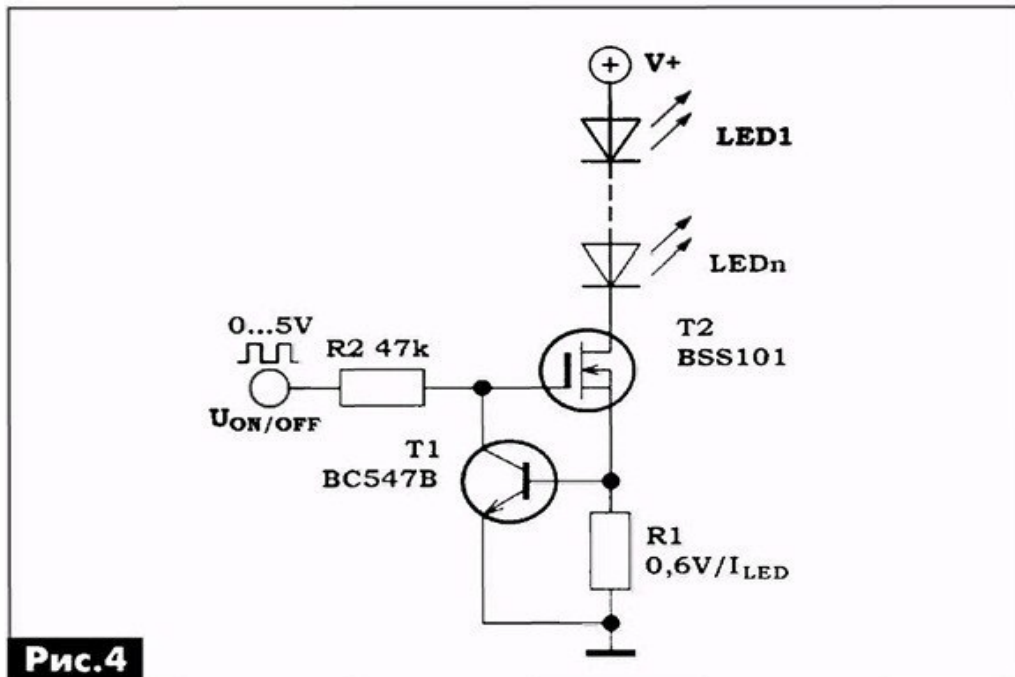 V+
LED1
LEDn
T2
BSS101
0...5V
R2 47k
UON/OFF
T1
BC547B
R1
0,6V/ILED
Рис.4